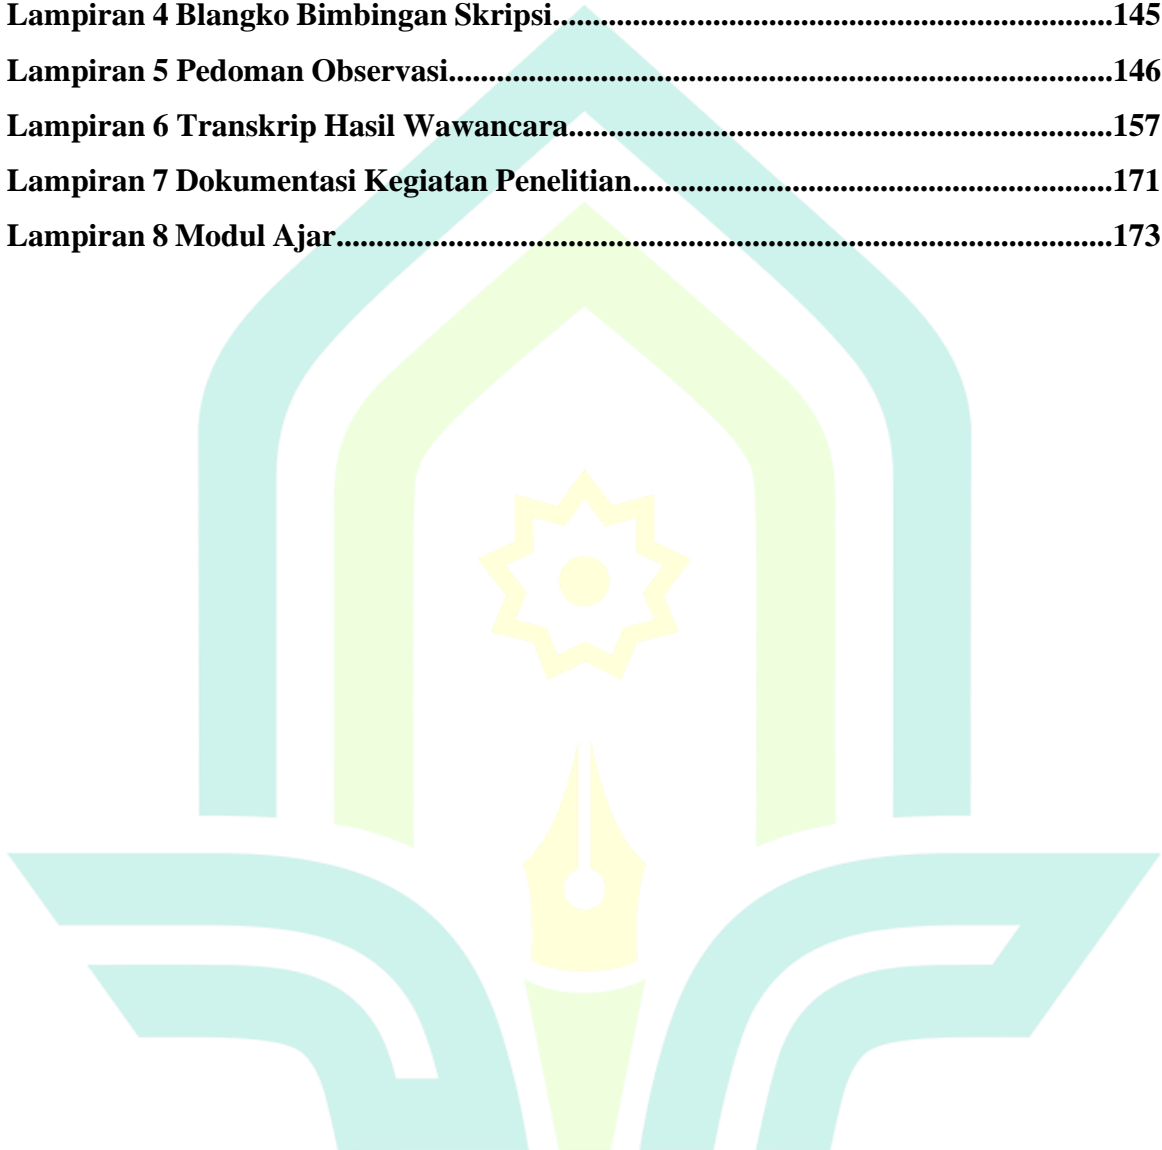 Lampiran 4 Blangko Bimbingan Skripsi......................................................................145
Lampiran 5 Pedoman Observasi...................................................................................146
Lampiran 6 Transkrip Hasil Wawancara....................................................................157
Lampiran 7 Dokumentasi Kegiatan Penelitian............................................................171
Lampiran 8 Modul Ajar.................................................................................................173